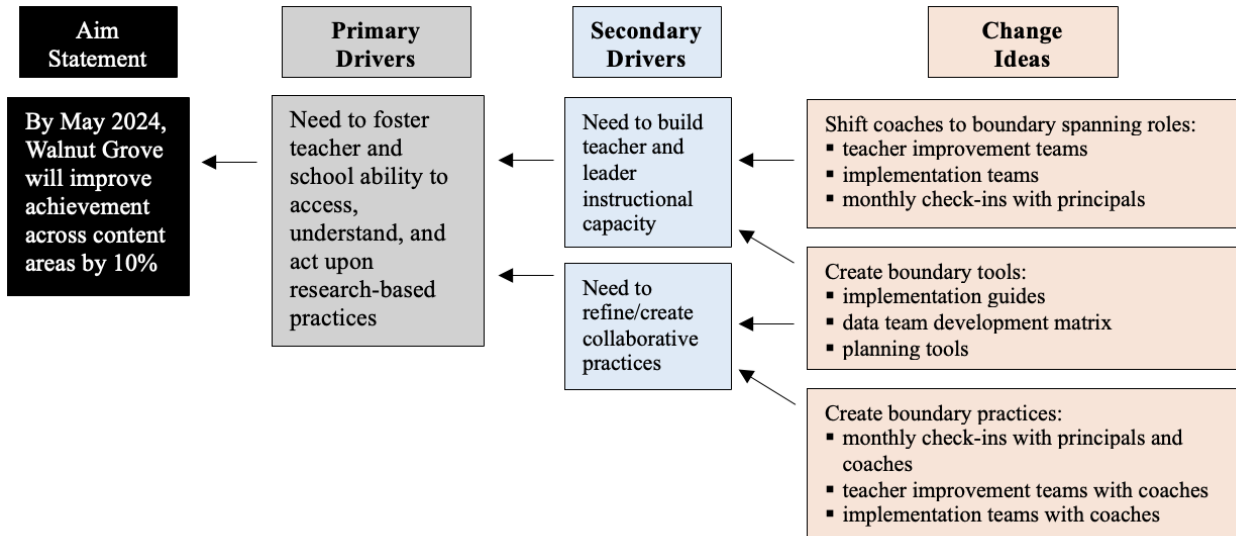 Aim
Statement
Primary
Drivers
Secondary
Drivers
Change
Ideas
By May 2024,
Walnut Grove
will improve
achievement
across content
areas by 10%
Need to foster
teacher and
school ability to
access,
understand, and
act upon
research-based
practices
Need to build
teacher and
leader
instructional
capacity
Need to
refine/create
collaborative
practices
Shift coaches to boundary spanning roles:
▪ teacher improvement teams
▪ implementation teams
▪ monthly check-ins with principals
Create boundary tools:
▪ implementation guides
▪ data team development matrix
▪ planning tools
Create boundary practices:
▪ monthly check-ins with principals and
coaches
▪ teacher improvement teams with coaches
▪ implementation teams with coaches